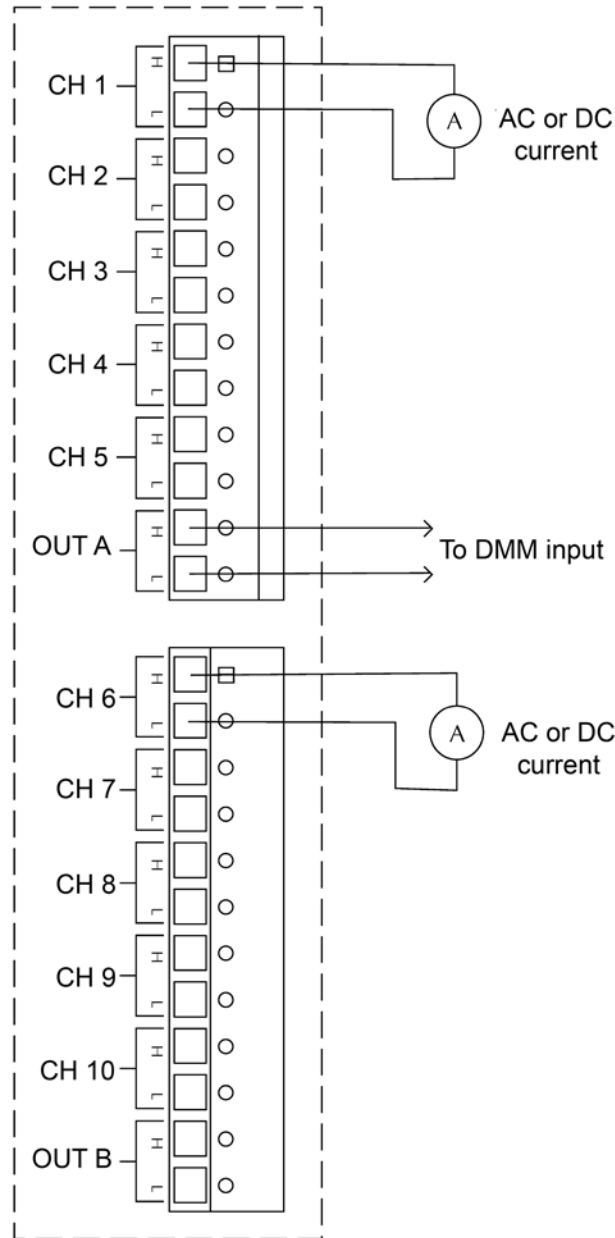 CH 1
H
L
A
AC or DC
current
CH 2
H
L
CH 3
H
L
CH 4
H
L
CH 5
H
L
OUT A
H
L
To DMM input
CH 6
H
L
A
AC or DC
current
CH 7
H
L
CH 8
H
L
CH 9
H
L
CH 10
H
L
OUT B
H
L